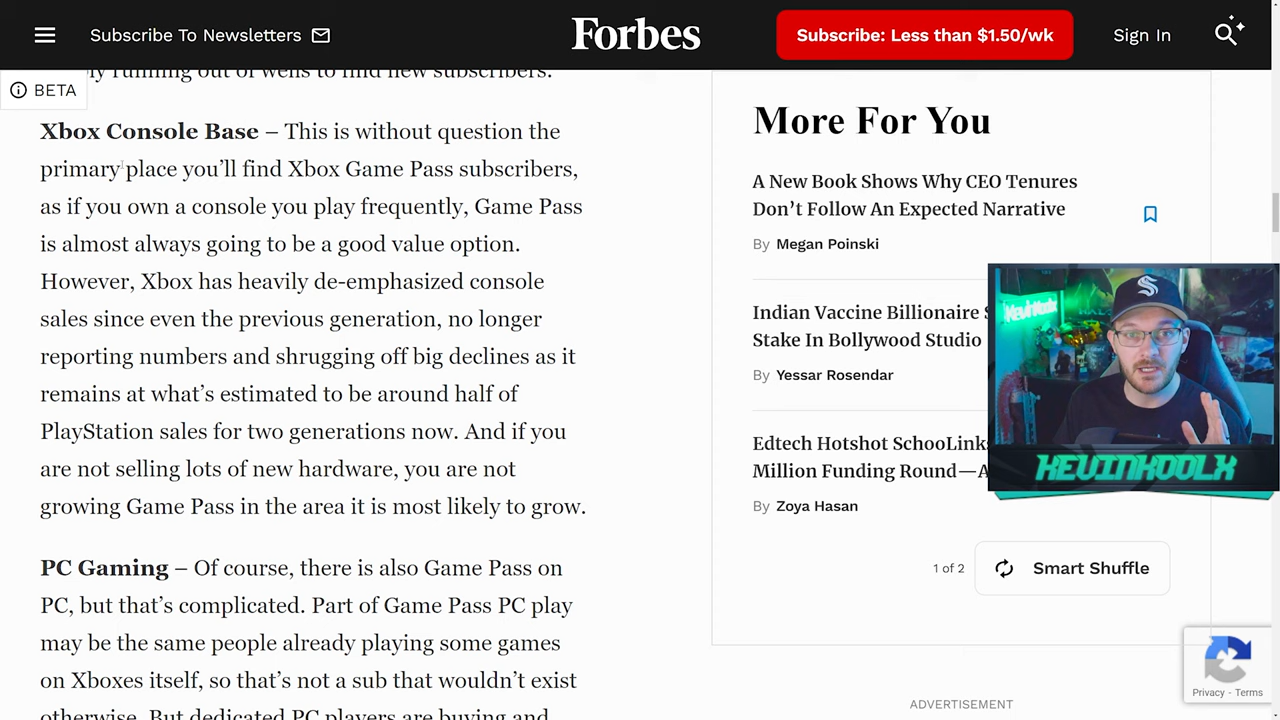 Subscribe To Newsletters
Forbes
Subscribe: Less than $1.50/wk
Sign In
running out of
to find new subscribers.
BETA
Xbox Console Base – This is without question the
primary place you’ll find Xbox Game Pass subscribers,
as if you own a console you play frequently, Game Pass
is almost always going to be a good value option.
However, Xbox has heavily de-emphasized console
sales since even the previous generation, no longer
reporting numbers and shrugging off big declines as it
remains at what’s estimated to be around half of
PlayStation sales for two generations now. And if you
are not selling lots of new hardware, you are not
growing Game Pass in the area it is most likely to grow.
PC Gaming – Of course, there is also Game Pass on
PC, but that’s complicated. Part of Game Pass PC play
may be the same people already playing some games
on Xboxes itself, so that’s not a sub that wouldn’t exist
otherwise. But dedicated PC players are buying and
More For You
A New Book Shows Why CEO Tenures
Don’t Follow An Expected Narrative
By Megan Poinski
Indian Vaccine Billionaire
Stake In Bollywood Studio
By Yessar Rosendar
Edtech Hotshot SchooLinks
Million Funding Round—A
By Zoya Hasan
1 of 2
Smart Shuffle
KevinKoolx
KEVINKOOLX
Privacy - Terms
ADVERTISEMENT